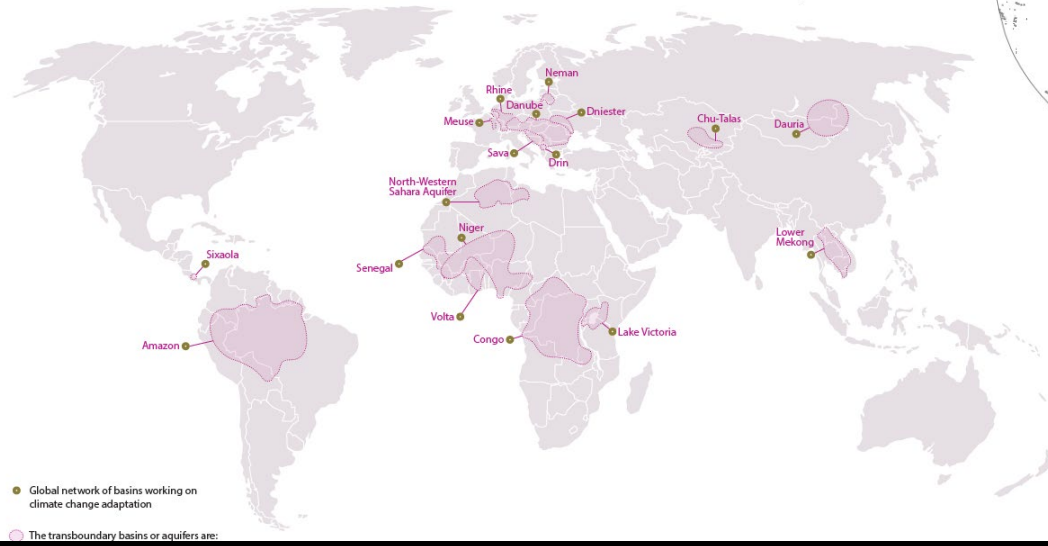 Neman
Rhine
Danube
Dniester
Meuse
Chu-Talas
Dauria
Sava
Drin
North-Western
Sahara Aquifer
Niger
Lower
Mekong
Sixaola
Senegal
Volta
Lake Victoria
Congo
Amazon
Global network of basins working on
climate change adaptation
The transboundary basins or aquifers are: